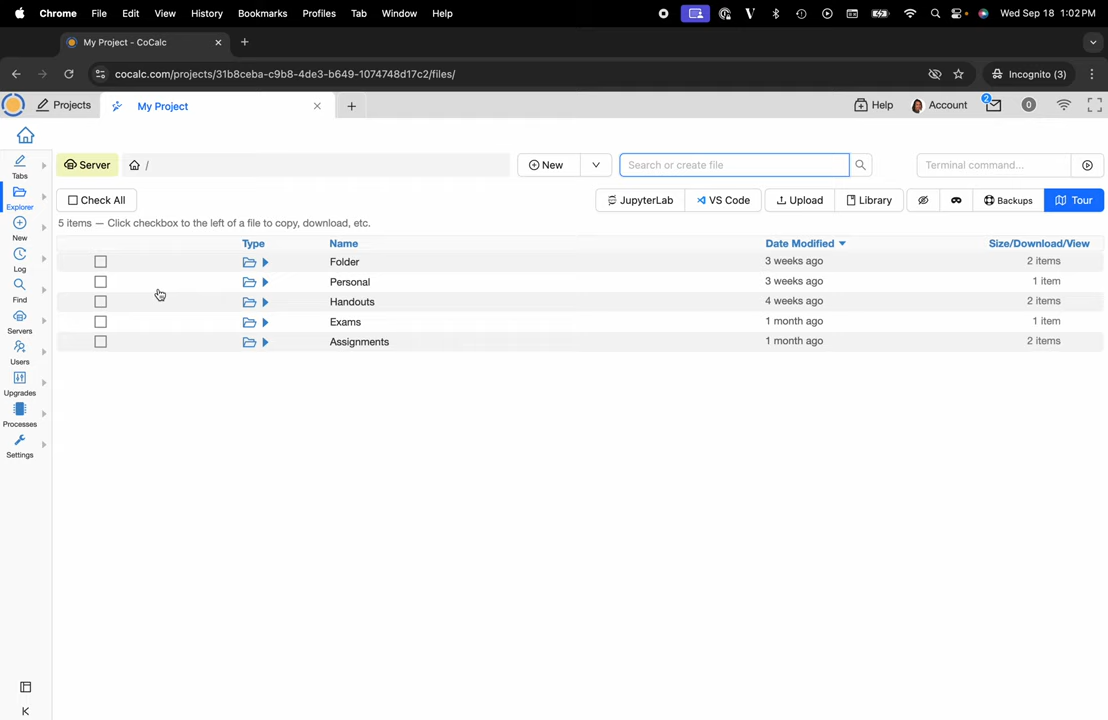 Chrome File Edit View History Bookmarks Profiles Tab Window Help Wed Sep 18 1:02 PM
My Project - CoCalc
cocalc.com/projects/31b8ceba-c9b8-4de3-b649-1074748d17c2/files/ Incognito (3)
Projects My Project Help Account 2 0
Server / New Search or create file Terminal command...
Tabs
Check All JupyterLab VS Code Upload Library Backups Tour
Explorer
5 items — Click checkbox to the left of a file to copy, download, etc.
New
Type Name Date Modified Size/Download/View
Folder 3 weeks ago 2 items
Log
Personal 3 weeks ago 1 item
Find
Handouts 4 weeks ago 2 items
Exams 1 month ago 1 item
Servers
Assignments 1 month ago 2 items
Users
Upgrades
Processes
Settings